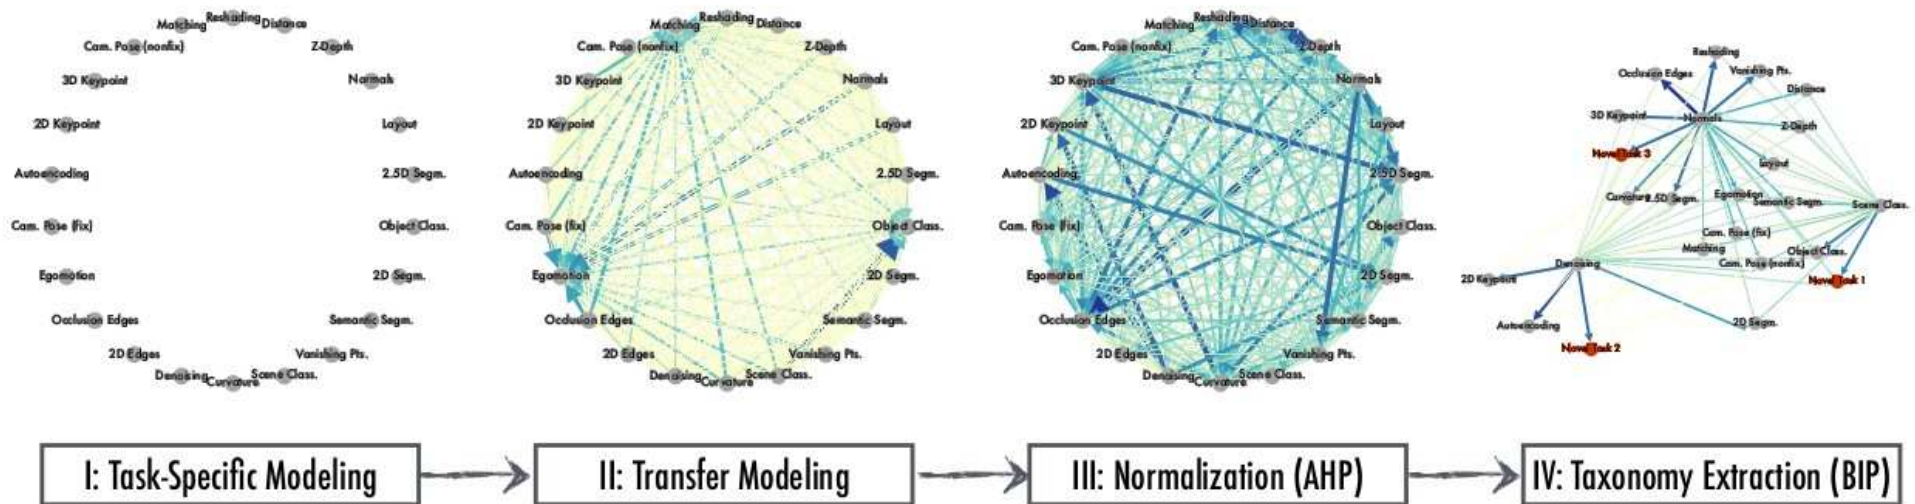 Reshading
Matching
Distance
Cam. Pose (nonfix)
Z-Depth
3D Keypoint
Normals
2D Keypoint
Layout
Autoencoding
2.5D Segm.
Cam. Pose (fix)
Object Class.
Egomotion
2D Segm.
Occlusion Edges
Semantic Segm.
2D Edges
Vanishing Pts.
Denoising
Curvature
Scene Class.
Reshading
Matching
Distance
Cam. Pose (nonfix)
Z-Depth
3D Keypoint
Normals
2D Keypoint
Layout
Autoencoding
2.5D Segm.
Cam. Pose (fix)
Object Class.
Egomotion
2D Segm.
Occlusion Edges
Semantic Segm.
2D Edges
Vanishing Pts.
Denoising
Curvature
Scene Class.
Reshading
Matching
Distance
Cam. Pose (nonfix)
Z-Depth
3D Keypoint
Normals
2D Keypoint
Layout
Autoencoding
2.5D Segm.
Cam. Pose (fix)
Object Class.
Egomotion
2D Segm.
Occlusion Edges
Semantic Segm.
2D Edges
Vanishing Pts.
Denoising
Curvature
Scene Class.
Reshading
Occlusion Edges
Vanishing Pts.
Distance
3D Keypoint
Normals
Z-Depth
Novel Task 3
Layout
Curvature
2.5D Segm.
Egomotion
Semantic Segm.
Scene Class.
Cam. Pose (fix)
Matching
Object Class.
Denoising
Cam. Pose (nonfix)
2D Keypoint
Novel Task 1
Autoencoding
2D Segm.
Novel Task 2
I: Task-Specific Modeling
II: Transfer Modeling
III: Normalization (AHP)
IV: Taxonomy Extraction (BIP)